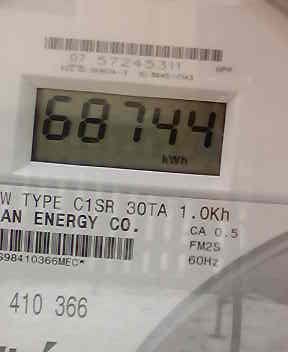 07 57245311
68744
kWh
W TYPE C1SR 30TA 1.0Kh
AN ENERGY CO.
CA 0.5
FM2S
60Hz
S98410366MEC*
410 366